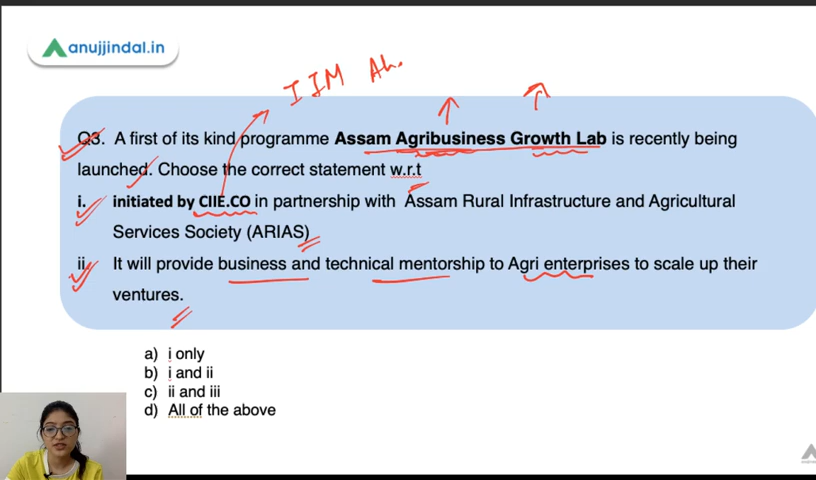 anujjindal.in
IIM Ah.
Q3. A first of its kind programme Assam Agribusiness Growth Lab is recently being
launched. Choose the correct statement w.r.t
i. initiated by CIIE.CO in partnership with Assam Rural Infrastructure and Agricultural
Services Society (ARIAS)
ii. It will provide business and technical mentorship to Agri enterprises to scale up their
ventures.
a) i only
b) i and ii
c) ii and iii
d) All of the above